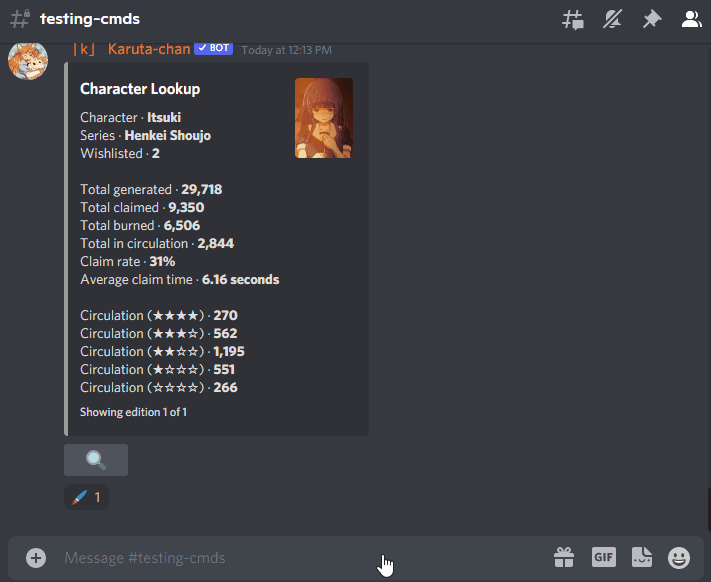 testing-cmds
[k] Karuta-chan ✓ BOT Today at 12:13 PM
Character Lookup
Character · Itsuki
Series · Henkei Shoujo
Wishlisted · 2
Total generated · 29,718
Total claimed · 9,350
Total burned · 6,506
Total in circulation · 2,844
Claim rate · 31%
Average claim time · 6.16 seconds
Circulation (★★★★) · 270
Circulation (★★★☆) · 562
Circulation (★★☆☆) · 1,195
Circulation (★☆☆☆) · 551
Circulation (☆☆☆☆) · 266
Showing edition 1 of 1
1
Message #testing-cmds
GIF